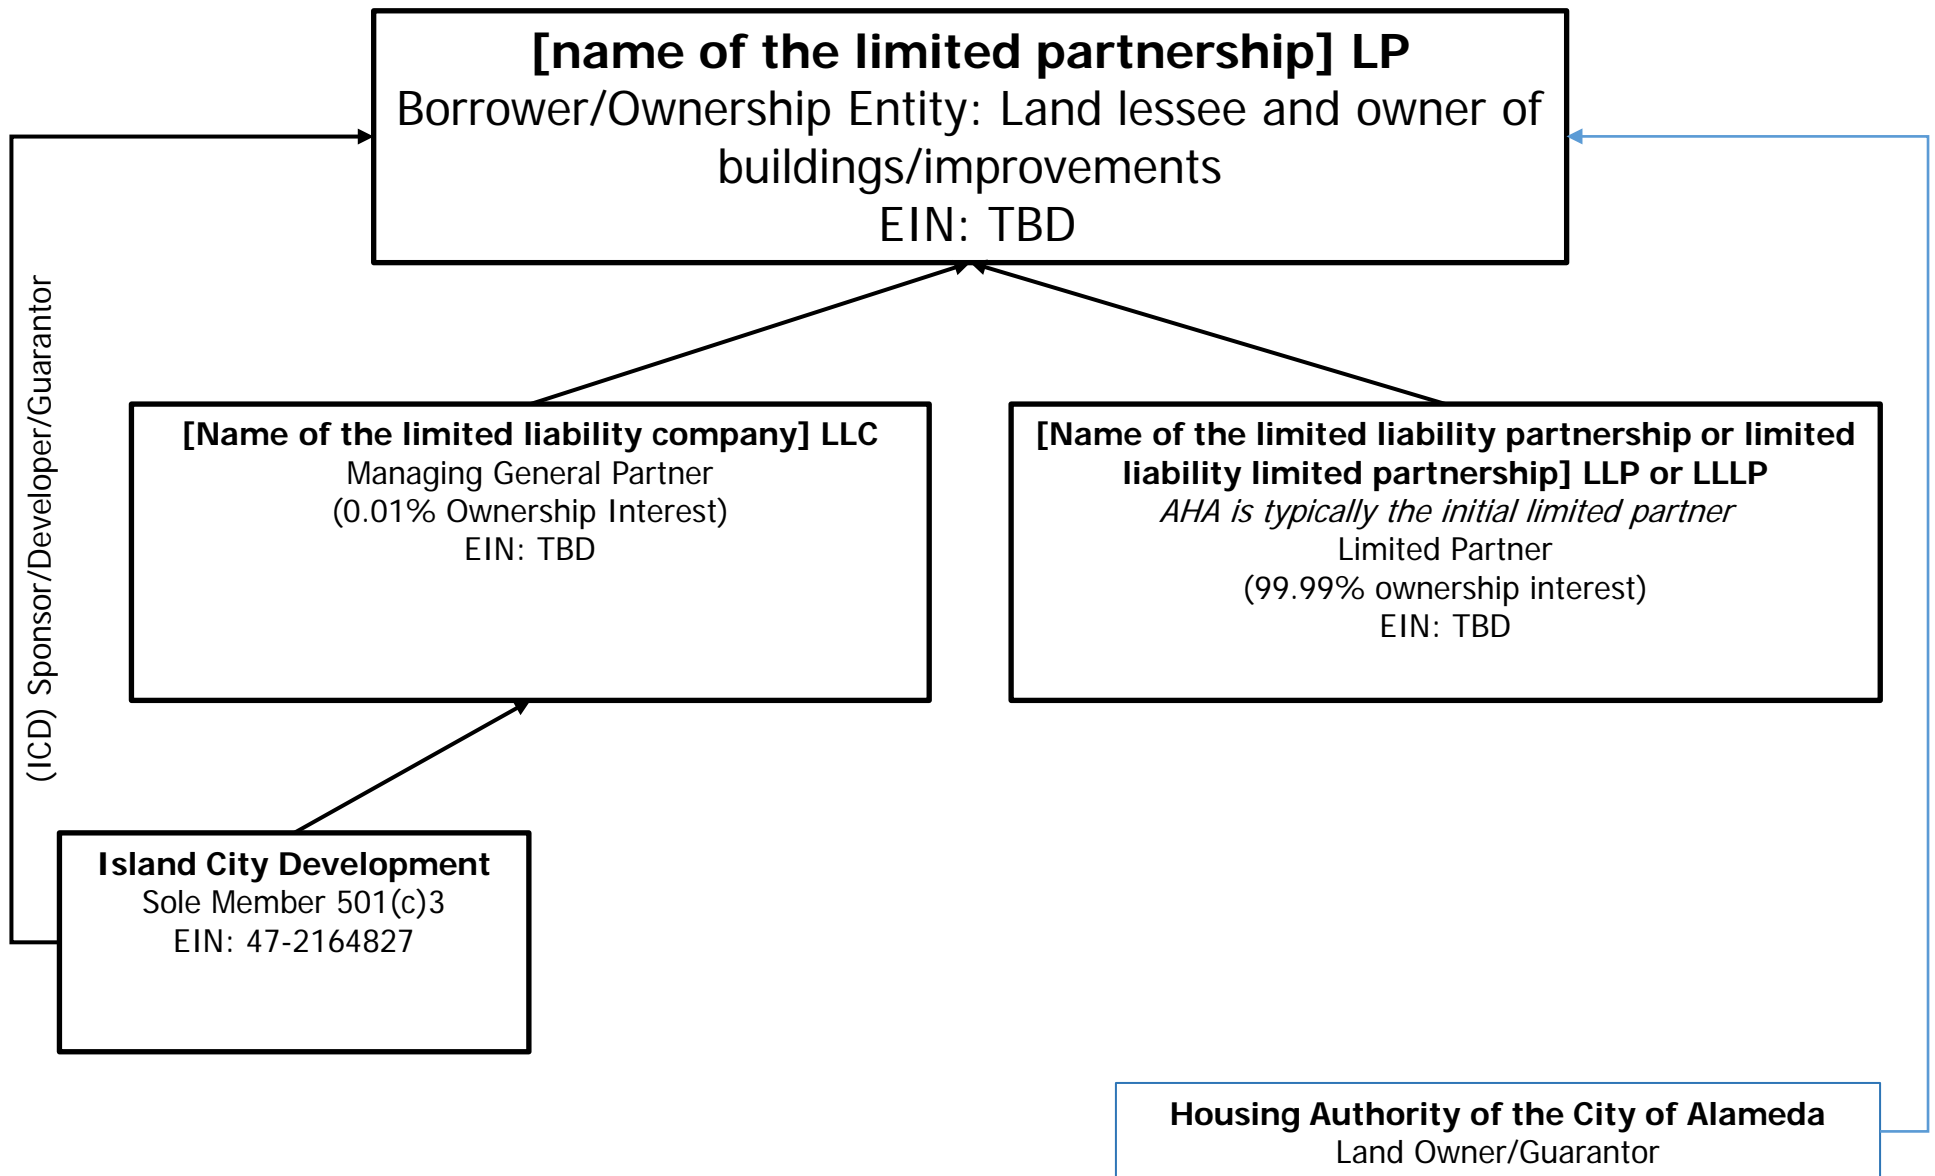 [name of the limited partnership] LP
Borrower/Ownership Entity: Land lessee and owner of
buildings/improvements
EIN: TBD
(ICD) Sponsor/Developer/Guarantor
[Name of the limited liability company] LLC
Managing General Partner
(0.01% Ownership Interest)
EIN: TBD
[Name of the limited liability partnership or limited
liability limited partnership] LLP or LLLP
AHA is typically the initial limited partner
Limited Partner
(99.99% ownership interest)
EIN: TBD
Island City Development
Sole Member 501(c)3
EIN: 47-2164827
Housing Authority of the City of Alameda
Land Owner/Guarantor